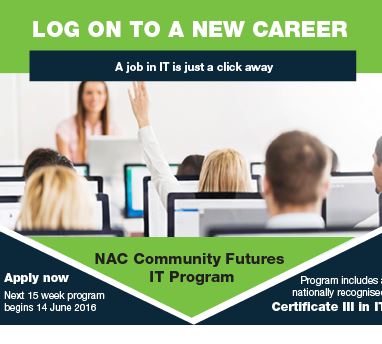 LOG ON TO A NEW CAREER
A job in IT is just a click away
NAC Community Futures
IT Program
Apply now
Next 15 week program
begins 14 June 2016
Program includes a
nationally recognise
Certificate III in IT